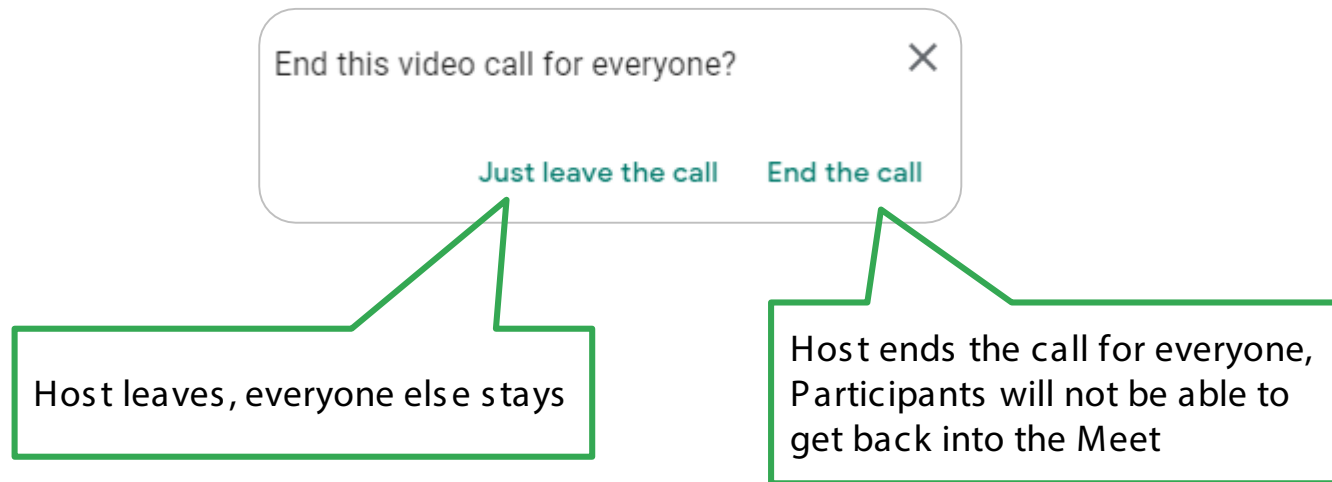 End this video call for everyone?
Just leave the call End the call
Host leaves, everyone else stays
Host ends the call for everyone,
Participants will not be able to
get back into the Meet